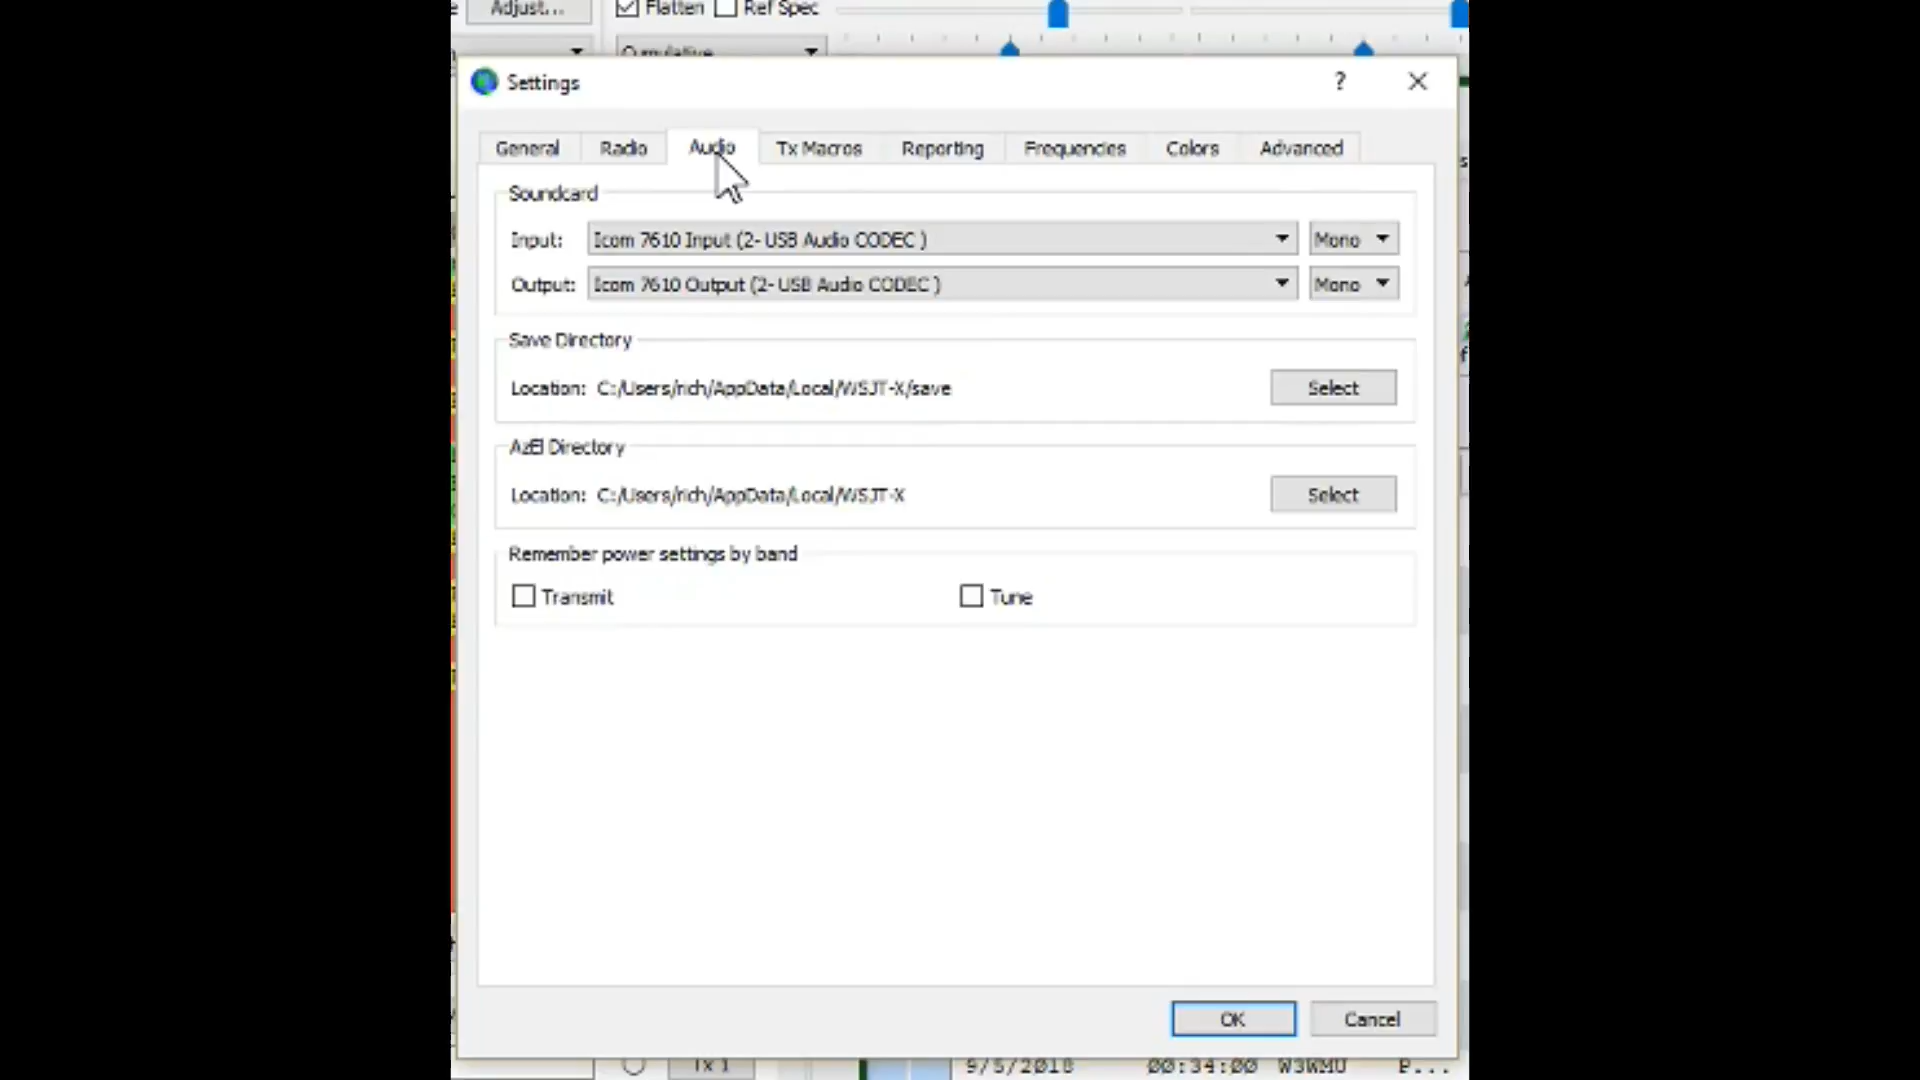 Adjust... Flatten Ref Spec
Cumulative
Settings ?
General Radio Audio Tx Macros Reporting Frequencies Colors Advanced
Soundcard
Input: Icom 7610 Input (2- USB Audio CODEC ) Mono
Output: Icom 7610 Output (2- USB Audio CODEC ) Mono
Save Directory
Location: C:/Users/rich/AppData/Local/WSJT-X/save Select
AzEl Directory
Location: C:/Users/rich/AppData/Local/WSJT-X Select
Remember power settings by band
Transmit Tune
OK Cancel
Tx 1 9/5/2018 00:34:00 W3WMU P...